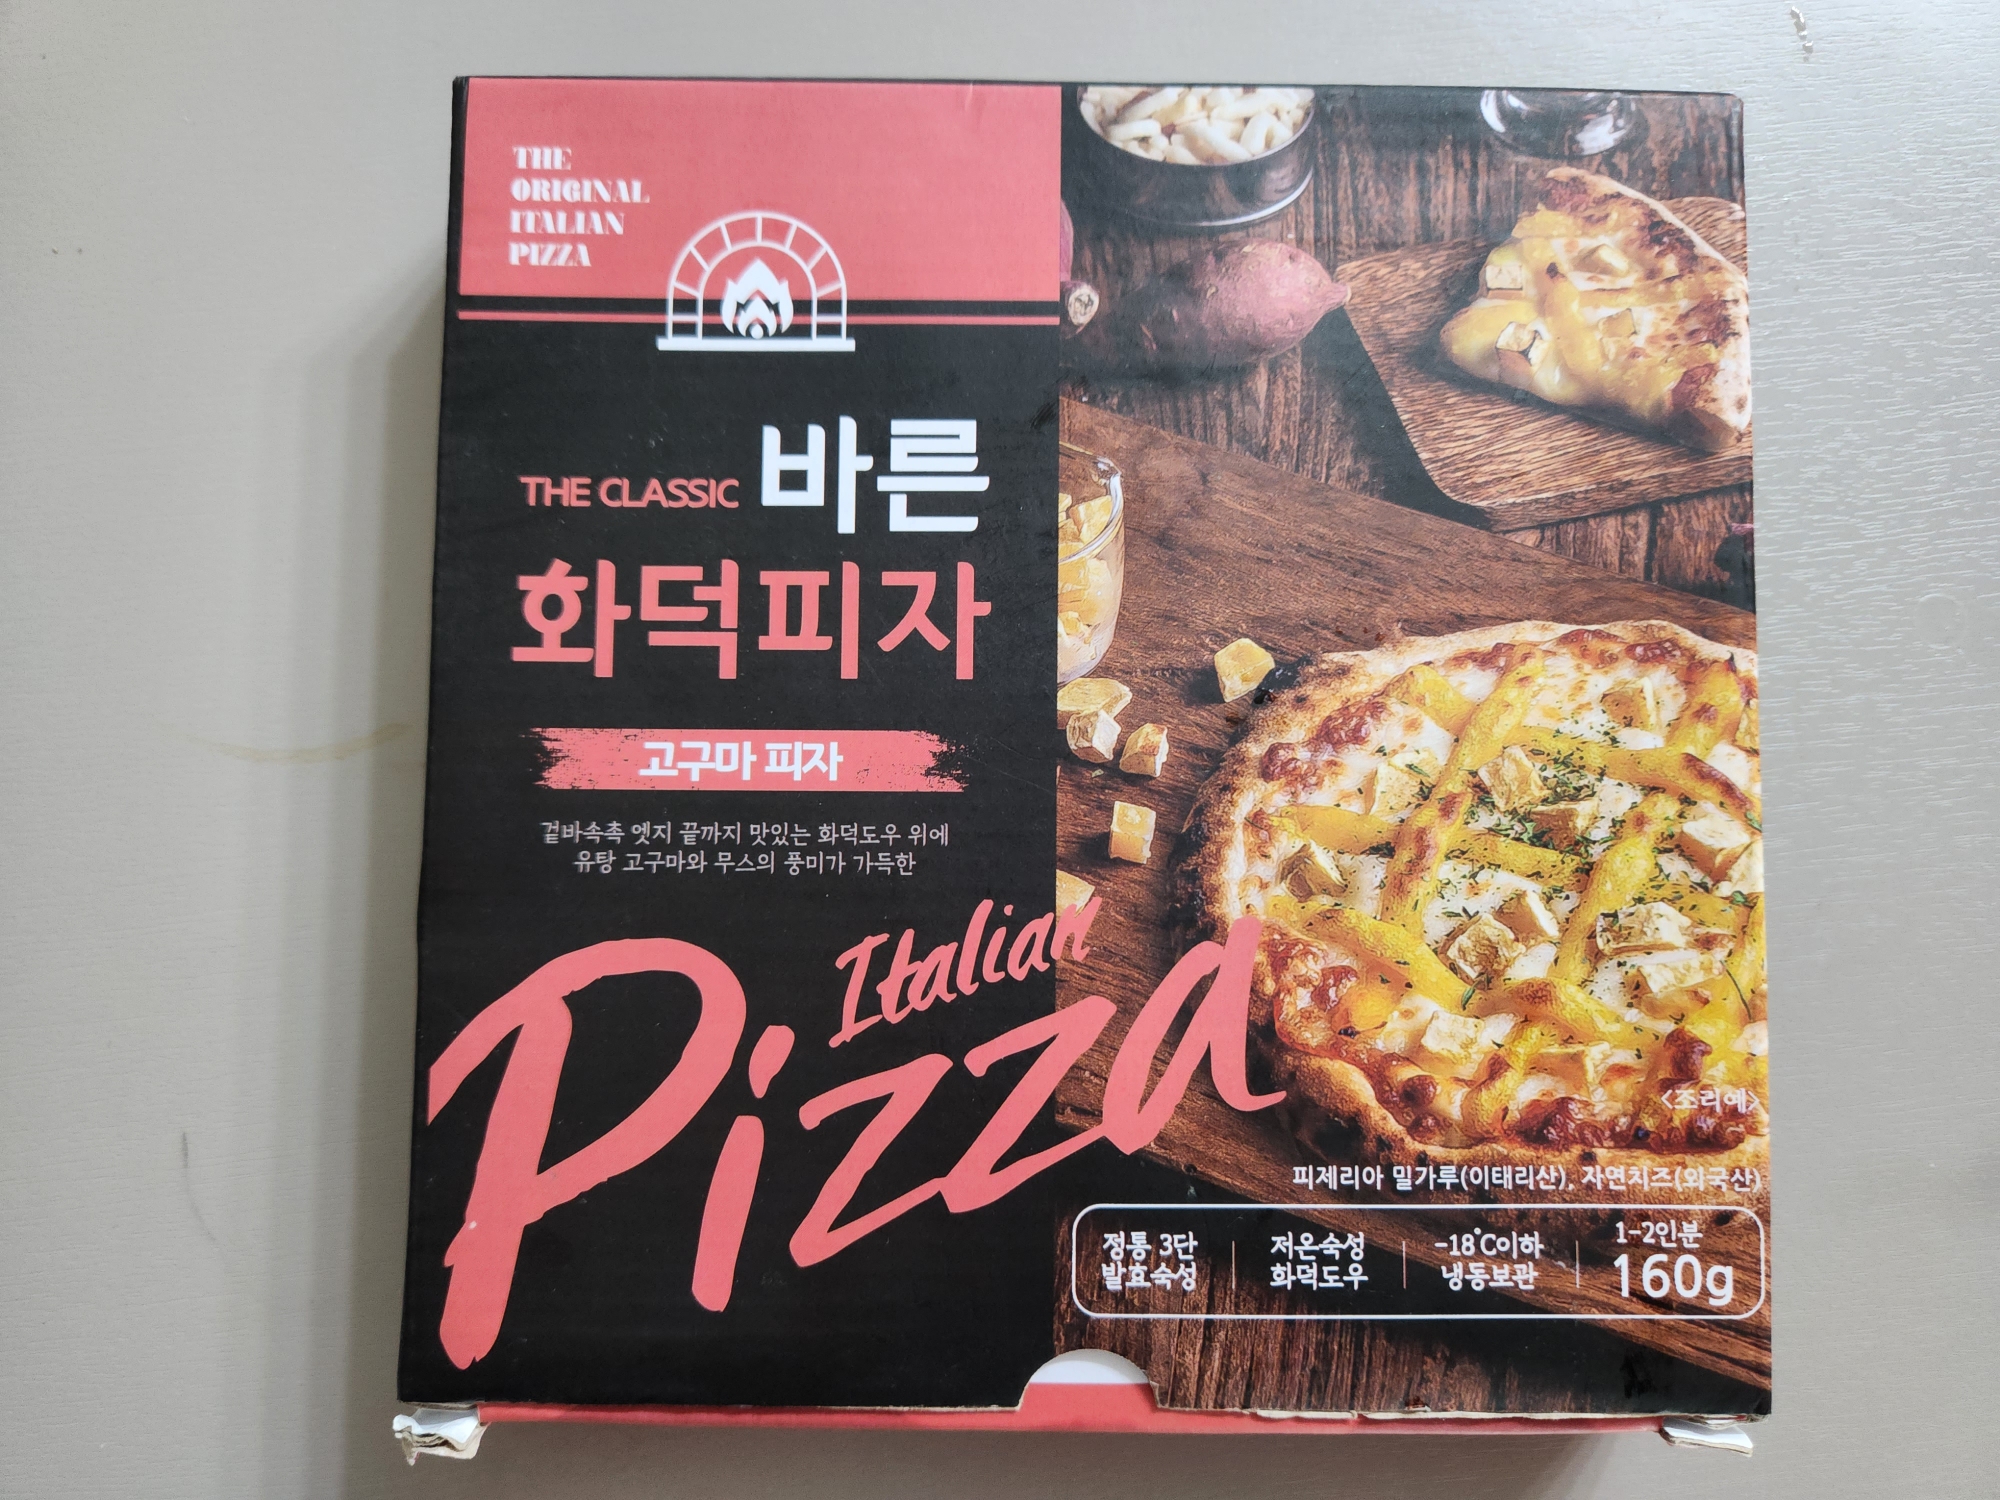 THE
ORIGINAL
ITALIAN
PIZZA
THE CLASSIC 바른
화덕피자
고구마 피자
겉바속촉 엣지 끝까지 맛있는 화덕도우 위에
유탕 고구마와 무스의 풍미가 가득한
Italian
Pizza
<조리예>
피제리아 밀가루(이태리산), 자연치즈(외국산)
정통 3단
발효숙성
저온숙성
화덕도우
-18°C이하
냉동보관
1-2인분
160g